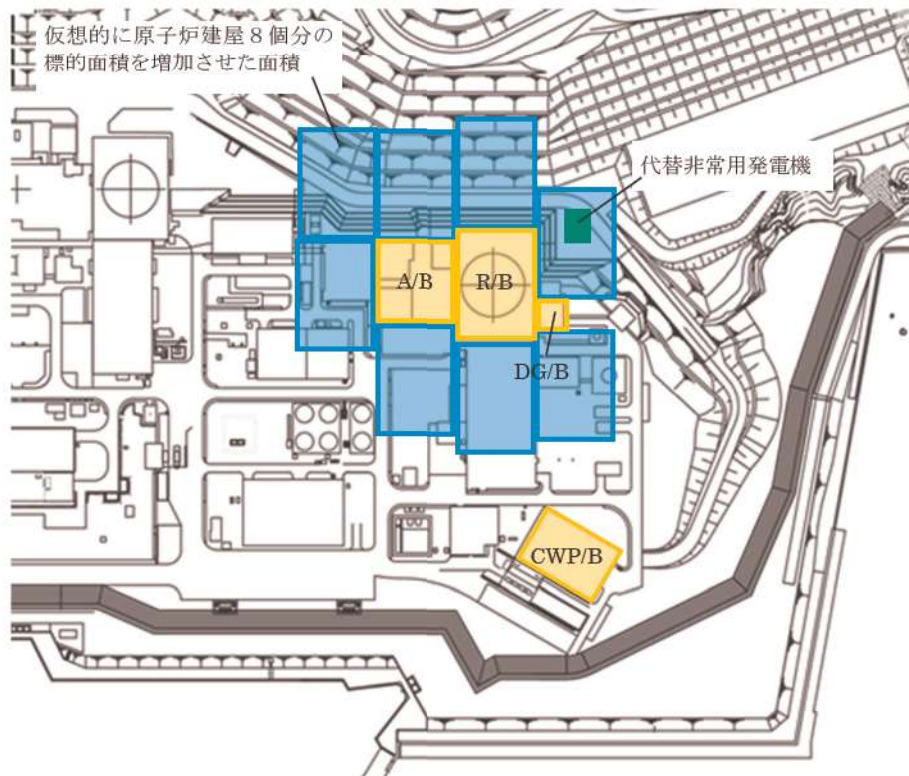 仮想的に原子炉建屋８個分の
標的面積を増加させた面積
代替非常用発電機
A/B
R/B
DG/B
CWP/B